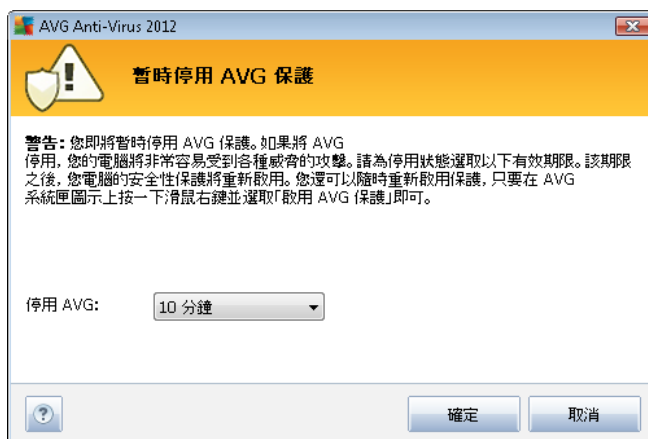 AVG Anti-Virus 2012
暫時停用 AVG 保護
警告: 您即將暫時停用 AVG 保護。如果將 AVG
停用, 您的電腦將非常容易受到各種威脅的攻擊。請為停用狀態選取以下有效期限。該期限
之後, 您電腦的安全性保護將重新啟用。您還可以隨時重新啟用保護, 只要在 AVG
系統匣圖示上按一下滑鼠右鍵並選取「啟用 AVG 保護」即可。
停用 AVG:
10 分鐘
?
確定
取消